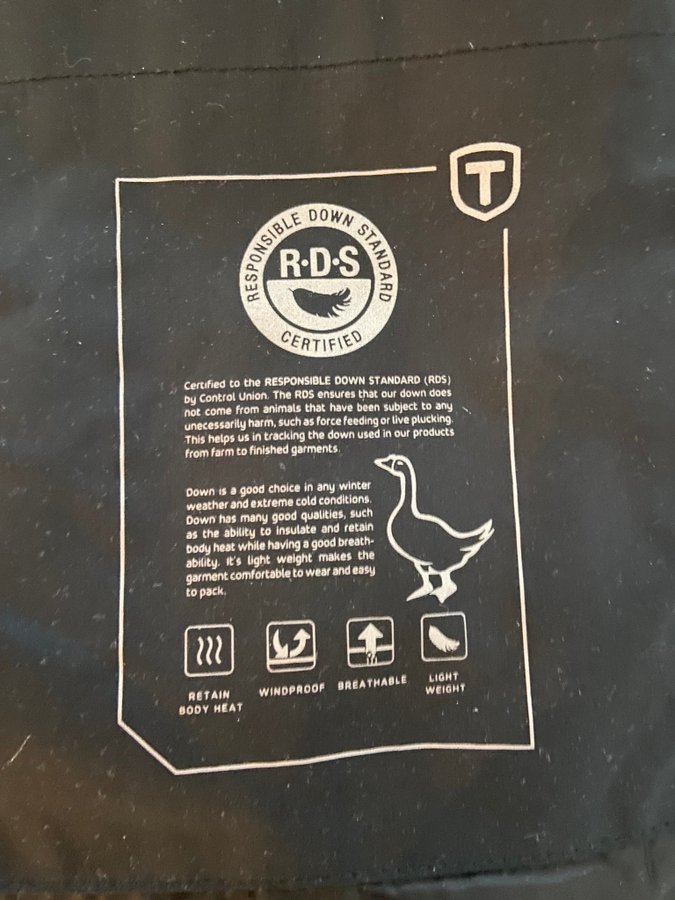 T
RESPONSIBLE DOWN STANDARD
R·D·S
CERTIFIED
Certified to the RESPONSIBLE DOWN STANDARD (RDS)
by Control Union. The RDS ensures that our down does
not come from animals that have been subject to any
unecessarily harm, such as force feeding or live plucking.
This helps us in tracking the down used in our products
from farm to finished garments.
Down is a good choice in any winter
weather and extreme cold conditions.
Down has many good qualities, such
as the ability to insulate and retain
body heat while having a good breath-
ability. It's light weight makes the
garment comfortable to wear and easy
to pack.
RETAIN
BODY HEAT
WINDPROOF
BREATHABLE
LIGHT
WEIGHT